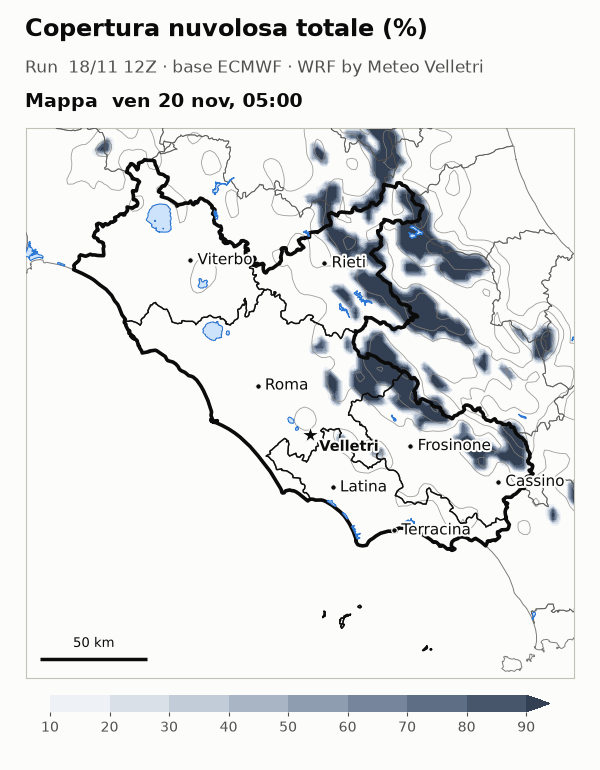 Copertura nuvolosa totale (%)
Run 18/11 12Z · base ECMWF · WRF by Meteo Velletri
Mappa ven 20 nov, 05:00
Viterbo
Rieti
Roma
Velletri
Frosinone
Latina
Cassino
Terracina
50 km
10 20 30 40 50 60 70 80 90